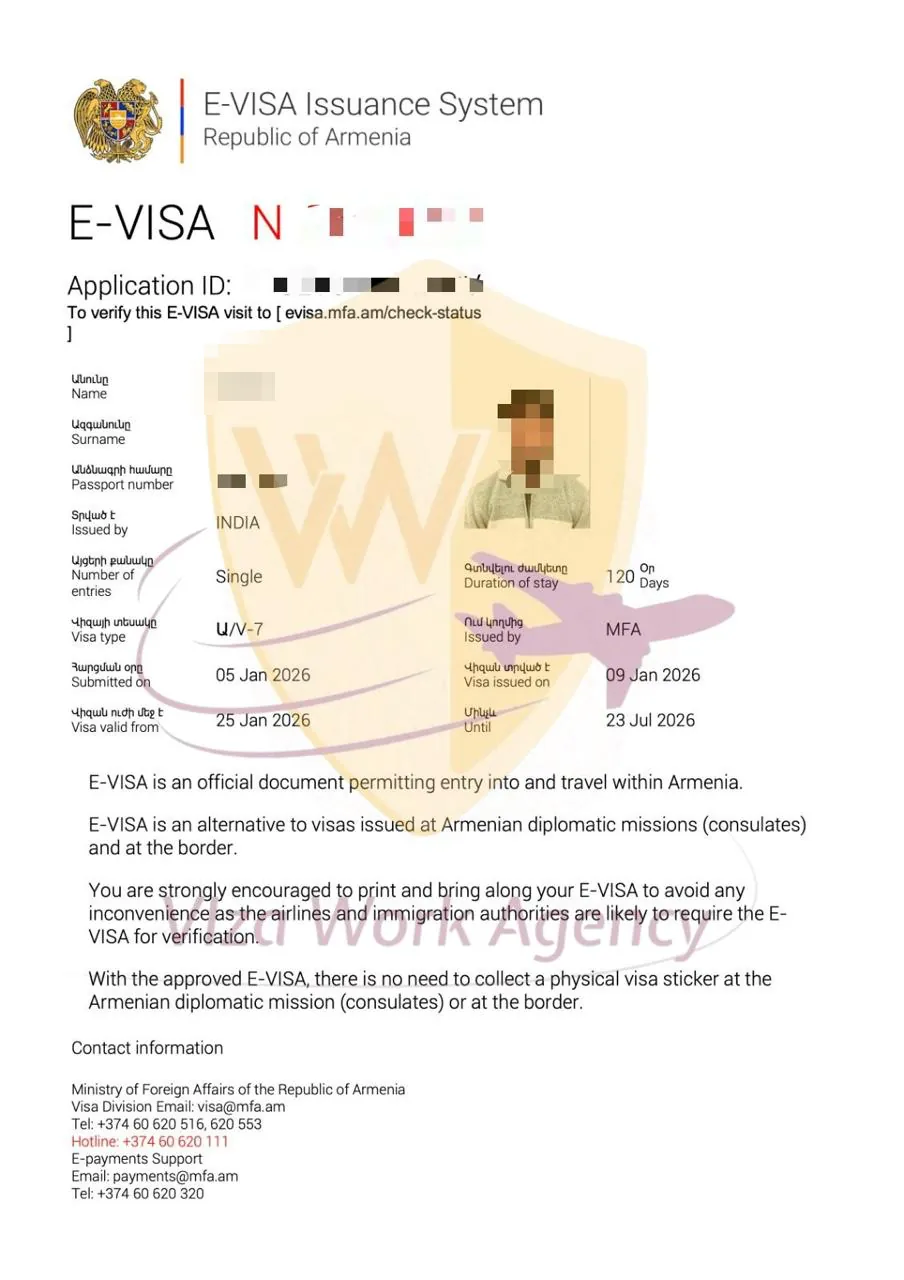 E-VISA Issuance System
Republic of Armenia
E-VISA N
Application ID:
To verify this E-VISA visit to [ evisa.mfa.am/check-status
]
Անունը
Name
Ազգանունը
Surname
Անձնագրի համարը
Passport number
Տրված է
Issued by
INDIA
Այցերի քանակը
Number of
entries
Single
Գտնվելու ժամկետը
Duration of stay
120 Օր
Days
Վիզայի տեսակը
Visa type
Ա/V-7
Ում կողմից
Issued by
MFA
Հարցման օրը
Submitted on
05 Jan 2026
Վիզան տրված է
Visa issued on
09 Jan 2026
Վիզան ուժի մեջ է
Visa valid from
25 Jan 2026
Մինչև
Until
23 Jul 2026
E-VISA is an official document permitting entry into and travel within Armenia.
E-VISA is an alternative to visas issued at Armenian diplomatic missions (consulates)
and at the border.
You are strongly encouraged to print and bring along your E-VISA to avoid any
inconvenience as the airlines and immigration authorities are likely to require the E-
VISA for verification.
Viza Work Agency
With the approved E-VISA, there is no need to collect a physical visa sticker at the
Armenian diplomatic mission (consulates) or at the border.
Contact information
Ministry of Foreign Affairs of the Republic of Armenia
Visa Division Email: visa@mfa.am
Tel: +374 60 620 516, 620 553
Hotline: +374 60 620 111
E-payments Support
Email: payments@mfa.am
Tel: +374 60 620 320